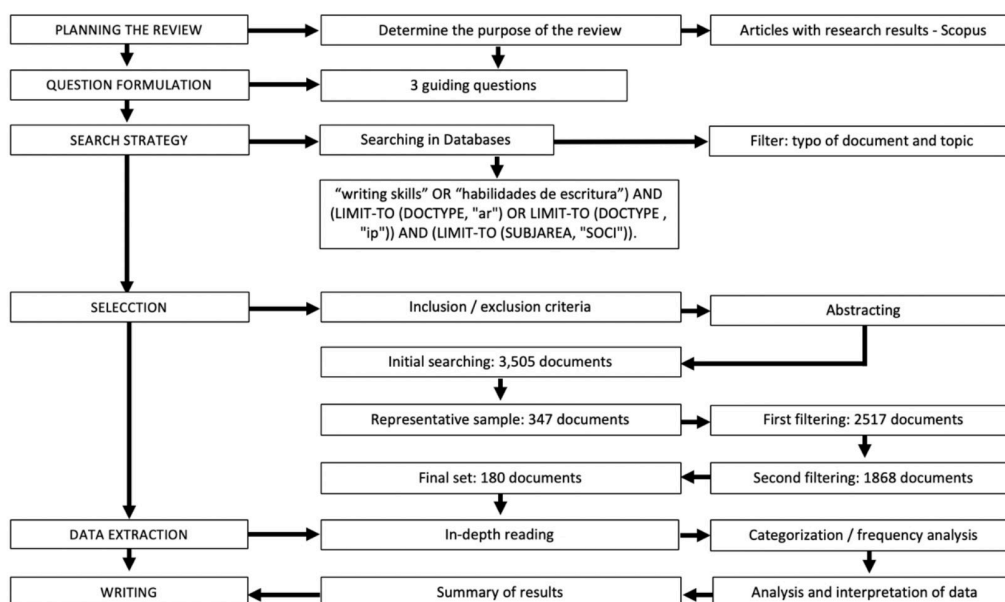 PLANNING THE REVIEW
Determine the purpose of the review
Articles with research results - Scopus
QUESTION FORMULATION
3 guiding questions
SEARCH STRATEGY
Searching in Databases
Filter: typo of document and topic
“writing skills” OR “habilidades de escritura”) AND
(LIMIT-TO (DOCTYPE, "ar") OR LIMIT-TO (DOCTYPE ,
"ip")) AND (LIMIT-TO (SUBJAREA, "SOCI")).
SELECCTION
Inclusion / exclusion criteria
Abstracting
Initial searching: 3,505 documents
Representative sample: 347 documents
First filtering: 2517 documents
Final set: 180 documents
Second filtering: 1868 documents
DATA EXTRACTION
In-depth reading
Categorization / frequency analysis
WRITING
Summary of results
Analysis and interpretation of data